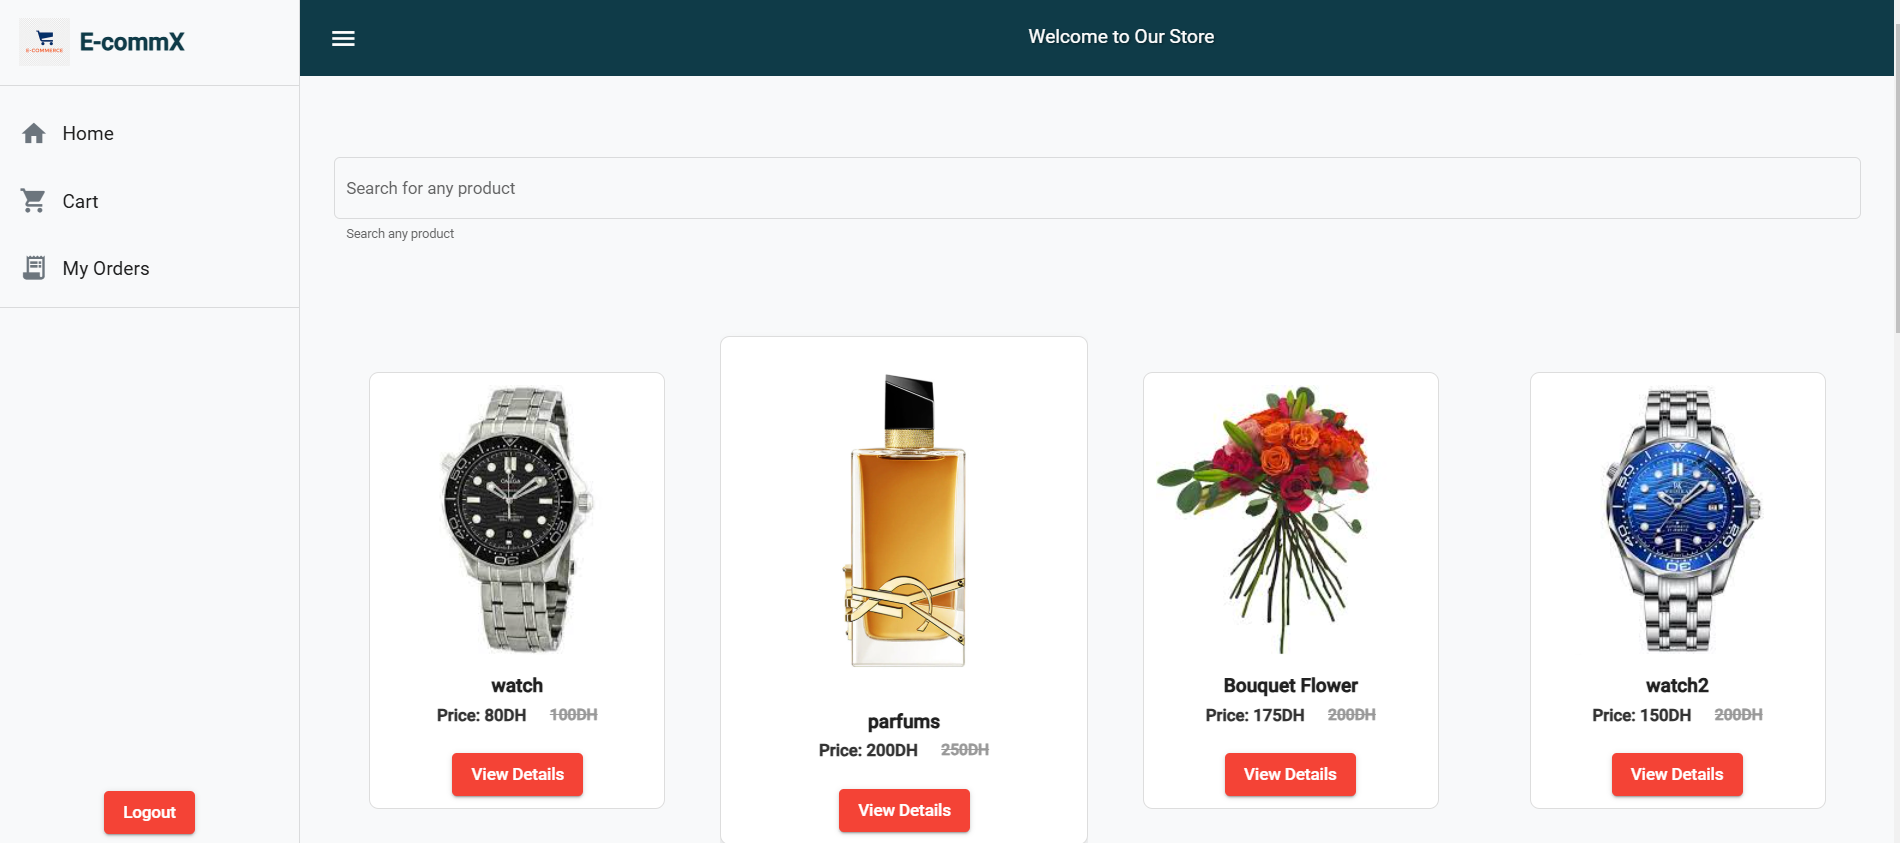 E-COMMERCE
E-commX
Welcome to Our Store
Home
Cart
My Orders
Logout
Search for any product
Search any product
OMEGA
watch
Price: 80DH 100DH
View Details
parfums
Price: 200DH 250DH
View Details
Bouquet Flower
Price: 175DH 200DH
View Details
watch2
Price: 150DH 200DH
View Details